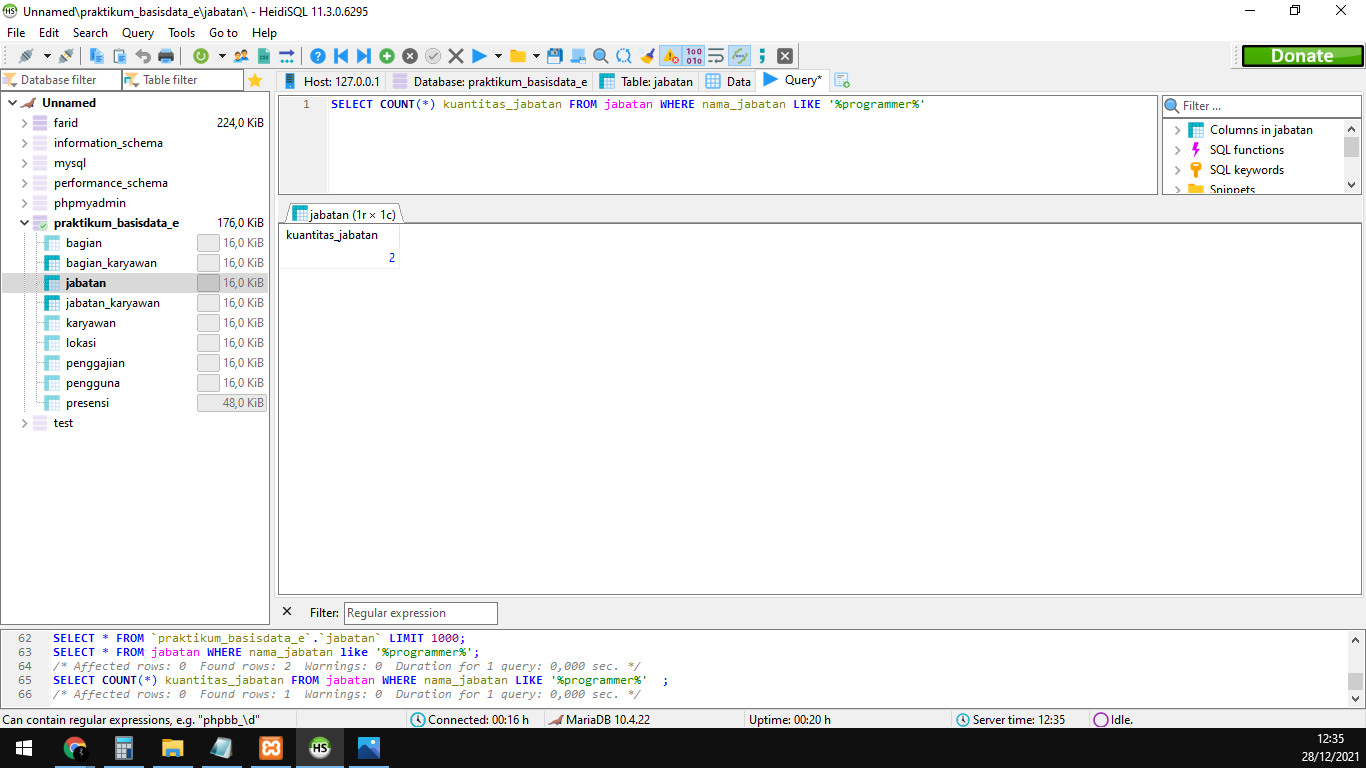 Unnamed\praktikum_basisdata_e\jabatan\ - HeidiSQL 11.3.0.6295
File Edit Search Query Tools Go to Help
Donate
Database filter Table filter
Host: 127.0.0.1 Database: praktikum_basisdata_e Table: jabatan Data Query*
Unnamed
farid 224,0 KiB
information_schema
mysql
performance_schema
phpmyadmin
praktikum_basisdata_e 176,0 KiB
bagian 16,0 KiB
bagian_karyawan 16,0 KiB
jabatan 16,0 KiB
jabatan_karyawan 16,0 KiB
karyawan 16,0 KiB
lokasi 16,0 KiB
penggajian 16,0 KiB
pengguna 16,0 KiB
presensi 48,0 KiB
test
1 SELECT COUNT(*) kuantitas_jabatan FROM jabatan WHERE nama_jabatan LIKE '%programmer%'
Filter ...
Columns in jabatan
SQL functions
SQL keywords
Snippets
jabatan (1r × 1c)
kuantitas_jabatan
2
Filter: Regular expression
62 SELECT * FROM `praktikum_basisdata_e`.`jabatan` LIMIT 1000;
63 SELECT * FROM jabatan WHERE nama_jabatan like '%programmer%';
64 /* Affected rows: 0 Found rows: 2 Warnings: 0 Duration for 1 query: 0,000 sec. */
65 SELECT COUNT(*) kuantitas_jabatan FROM jabatan WHERE nama_jabatan LIKE '%programmer%' ;
66 /* Affected rows: 0 Found rows: 1 Warnings: 0 Duration for 1 query: 0,000 sec. */
Can contain regular expressions, e.g. "phpbb_\d" Connected: 00:16 h MariaDB 10.4.22 Uptime: 00:20 h Server time: 12:35 Idle.
HS
12:35
28/12/2021